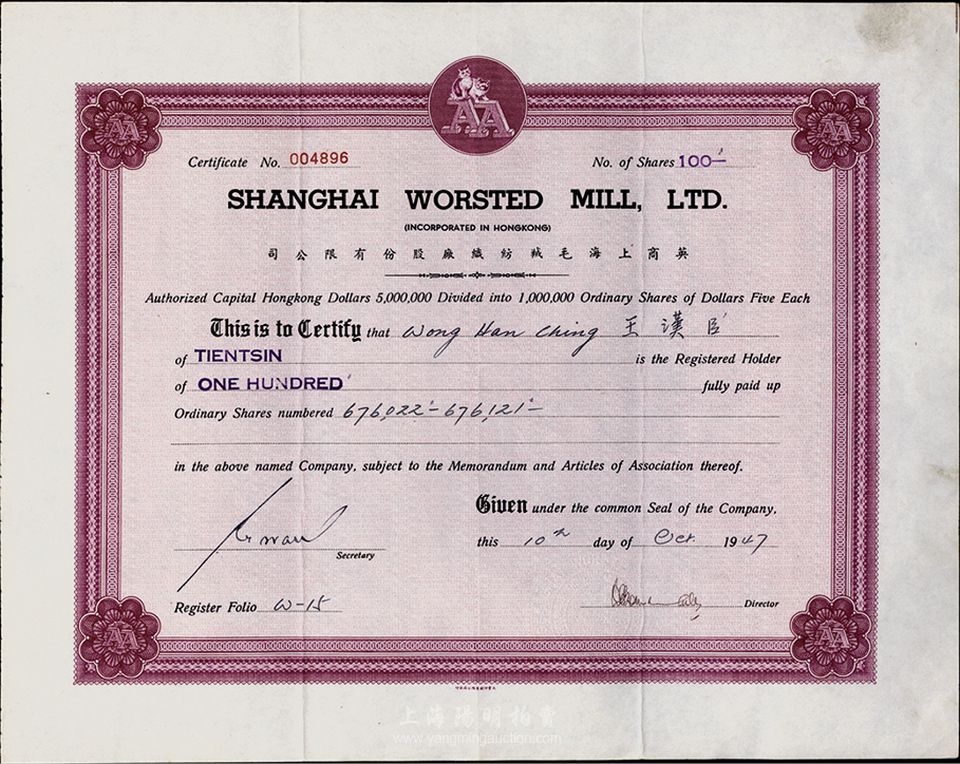 AA
AA
AA
Certificate No. 004896
No. of Shares 100-
SHANGHAI WORSTED MILL, LTD.
(INCORPORATED IN HONGKONG)
司公限有份股廠織紡絨毛海上商英
Authorized Capital Hongkong Dollars 5,000,000 Divided into 1,000,000 Ordinary Shares of Dollars Five Each
This is to Certify that Wong Han Ching 王漢臣
of TIENTSIN is the Registered Holder
of ONE HUNDRED fully paid up
Ordinary Shares numbered 676,022 - 676,121 -
in the above named Company, subject to the Memorandum and Articles of Association thereof.
Given under the common Seal of the Company,
this 10th day of Oct. 1947
Secretary
Register Folio W-15
Director
AA
AA
上海陽明拍賣
www.yangmingauction.com